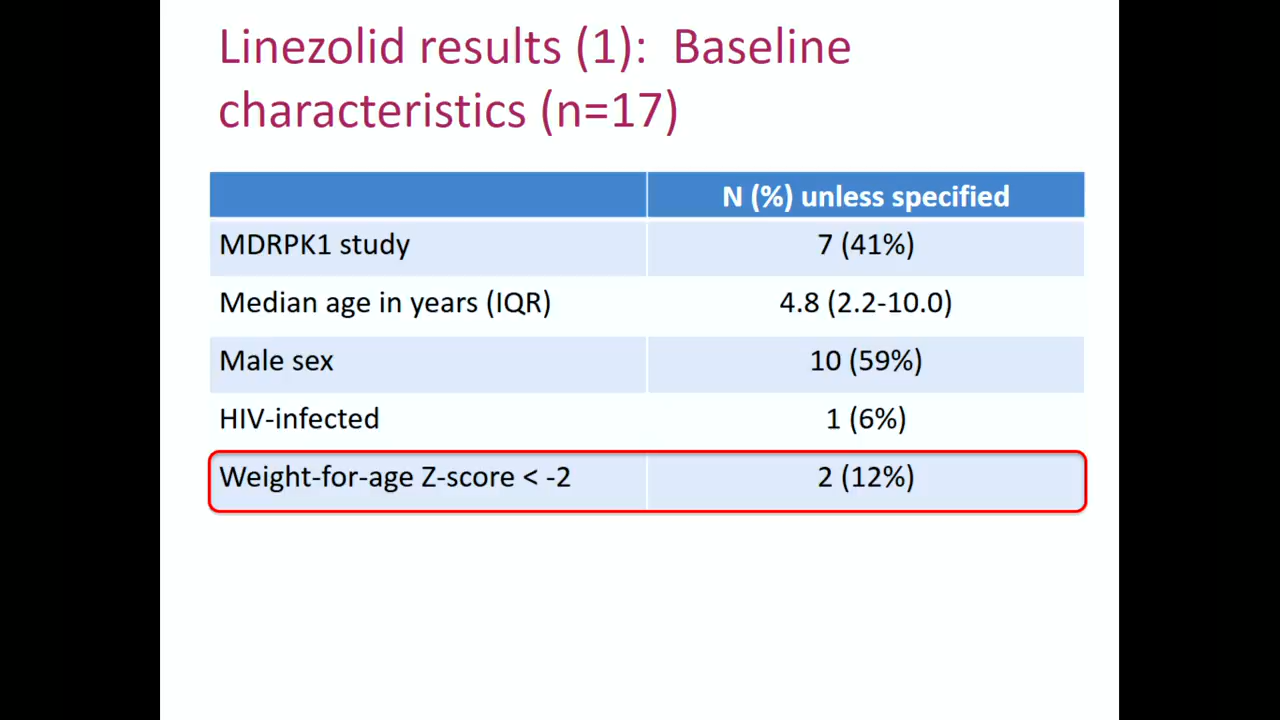 Linezolid results (1):  Baseline
characteristics (n=17)
N (%) unless specified
MDRPK1 study 7 (41%)
Median age in years (IQR) 4.8 (2.2-10.0)
Male sex 10 (59%)
HIV-infected 1 (6%)
Weight-for-age Z-score < -2 2 (12%)